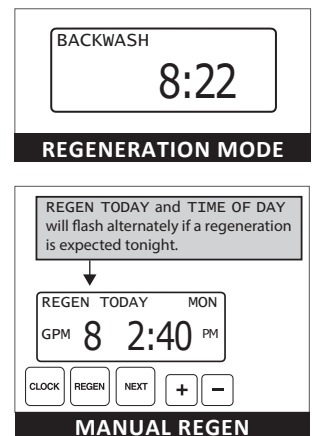 BACKWASH
8:22
REGENERATION MODE
REGEN TODAY and TIME OF DAY
will flash alternately if a regeneration
is expected tonight.
REGEN TODAY MON
GPM 8 2:40 PM
CLOCK REGEN NEXT + −
MANUAL REGEN